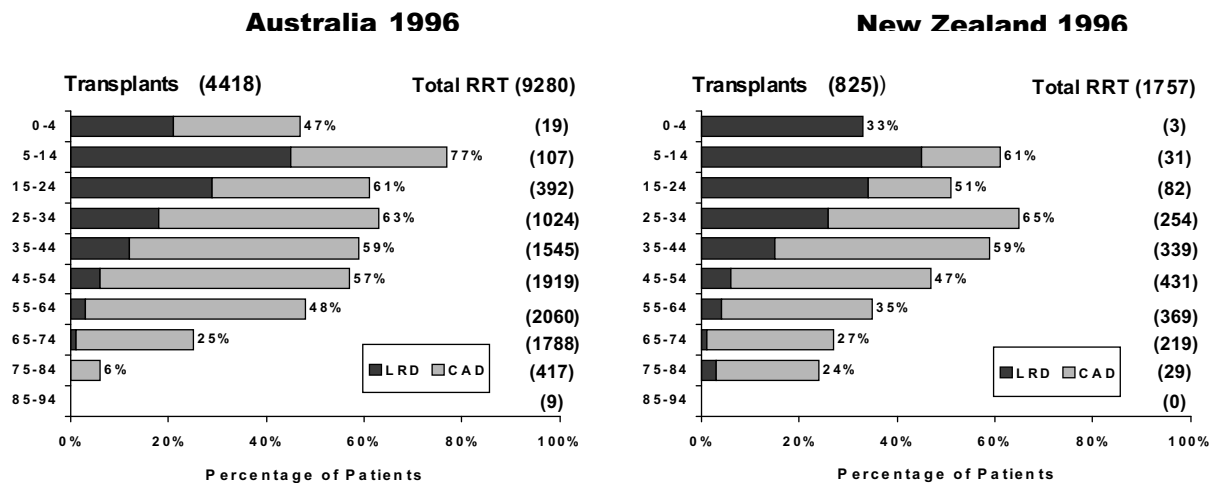 Australia 1996
Transplants (4418) Total RRT (9280)
0-4 47% (19)
5-14 77% (107)
15-24 61% (392)
25-34 63% (1024)
35-44 59% (1545)
45-54 57% (1919)
55-64 48% (2060)
65-74 25% (1788)
75-84 6% (417)
85-94 (9)
LRD CAD
0% 20% 40% 60% 80% 100%
Percentage of Patients
New Zealand 1996
Transplants (825)) Total RRT (1757)
0-4 33% (3)
5-14 61% (31)
15-24 51% (82)
25-34 65% (254)
35-44 59% (339)
45-54 47% (431)
55-64 35% (369)
65-74 27% (219)
75-84 24% (29)
85-94 (0)
LRD CAD
0% 20% 40% 60% 80% 100%
Percentage of Patients